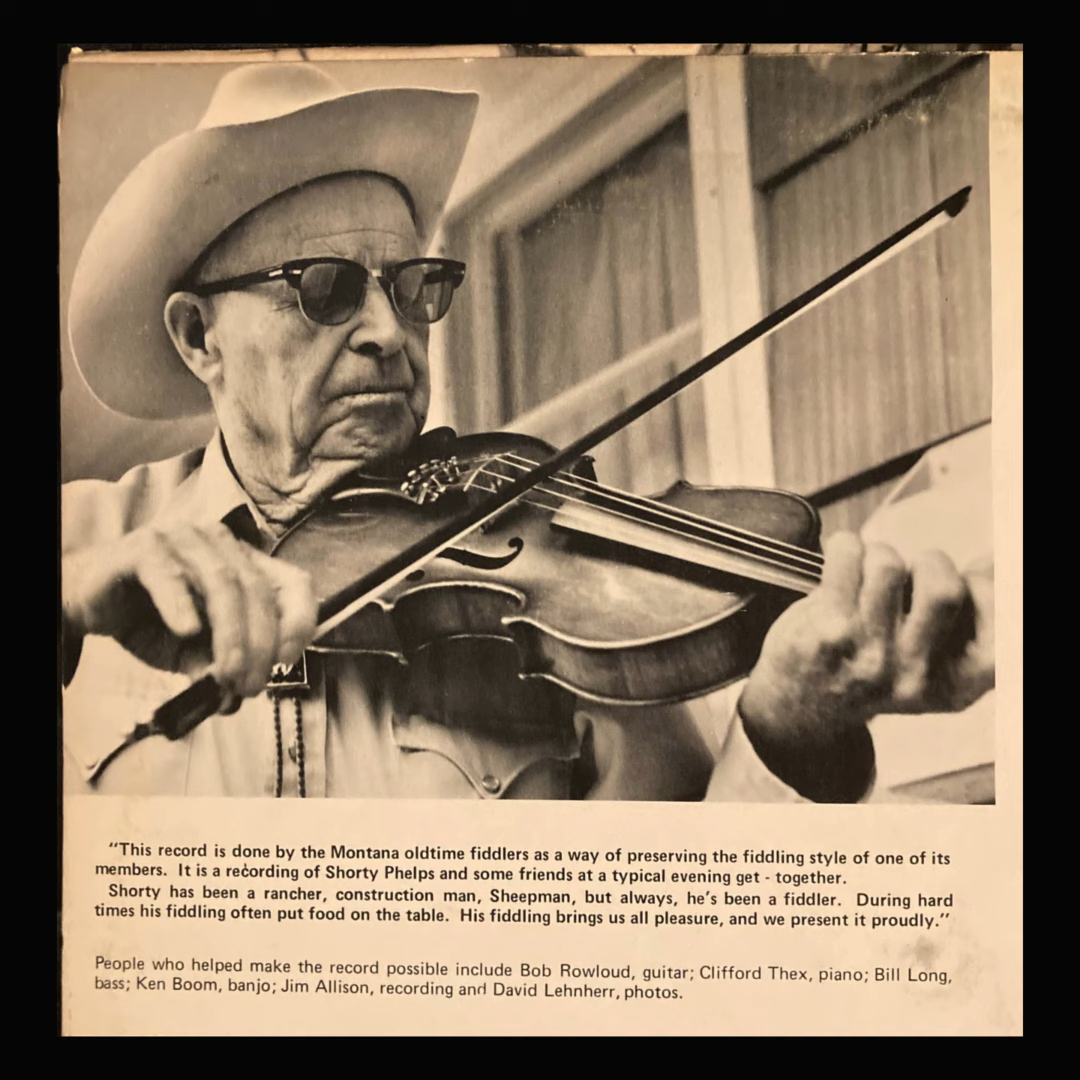 “This record is done by the Montana oldtime fiddlers as a way of preserving the fiddling style of one of its
members. It is a recording of Shorty Phelps and some friends at a typical evening get - together.
Shorty has been a rancher, construction man, Sheepman, but always, he’s been a fiddler. During hard
times his fiddling often put food on the table. His fiddling brings us all pleasure, and we present it proudly.”
People who helped make the record possible include Bob Rowloud, guitar; Clifford Thex, piano; Bill Long,
bass; Ken Boom, banjo; Jim Allison, recording and David Lehnherr, photos.